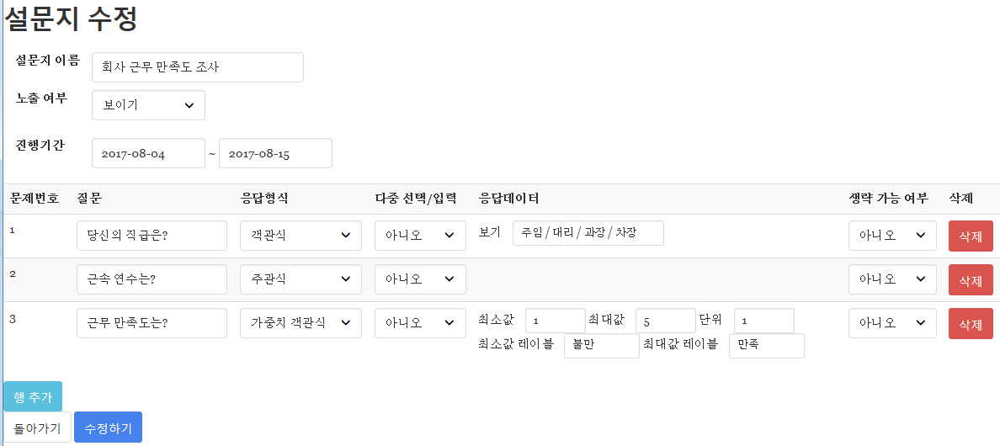 설문지 수정
설문지 이름 회사 근무 만족도 조사
노출 여부 보이기
진행기간 2017-08-04 ~ 2017-08-15
문제번호 질문 응답형식 다중 선택/입력 응답데이터 생략 가능 여부 삭제
1 당신의 직급은? 객관식 아니오 보기 주임 / 대리 / 과장 / 차장 아니오 삭제
2 근속 연수는? 주관식 아니오 아니오 삭제
3 근무 만족도는? 가중치 객관식 아니오 최소값 1 최대값 5 단위 1 아니오 삭제
최소값 레이블 불만 최대값 레이블 만족
행 추가
돌아가기 수정하기